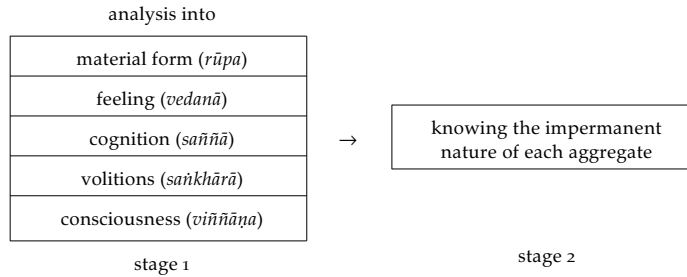 analysis into
material form (rūpa)
feeling (vedanā)
cognition (saññā)
→
volitions (saṅkhārā)
consciousness (viññāṇa)
stage 1
knowing the impermanent
nature of each aggregate
stage 2